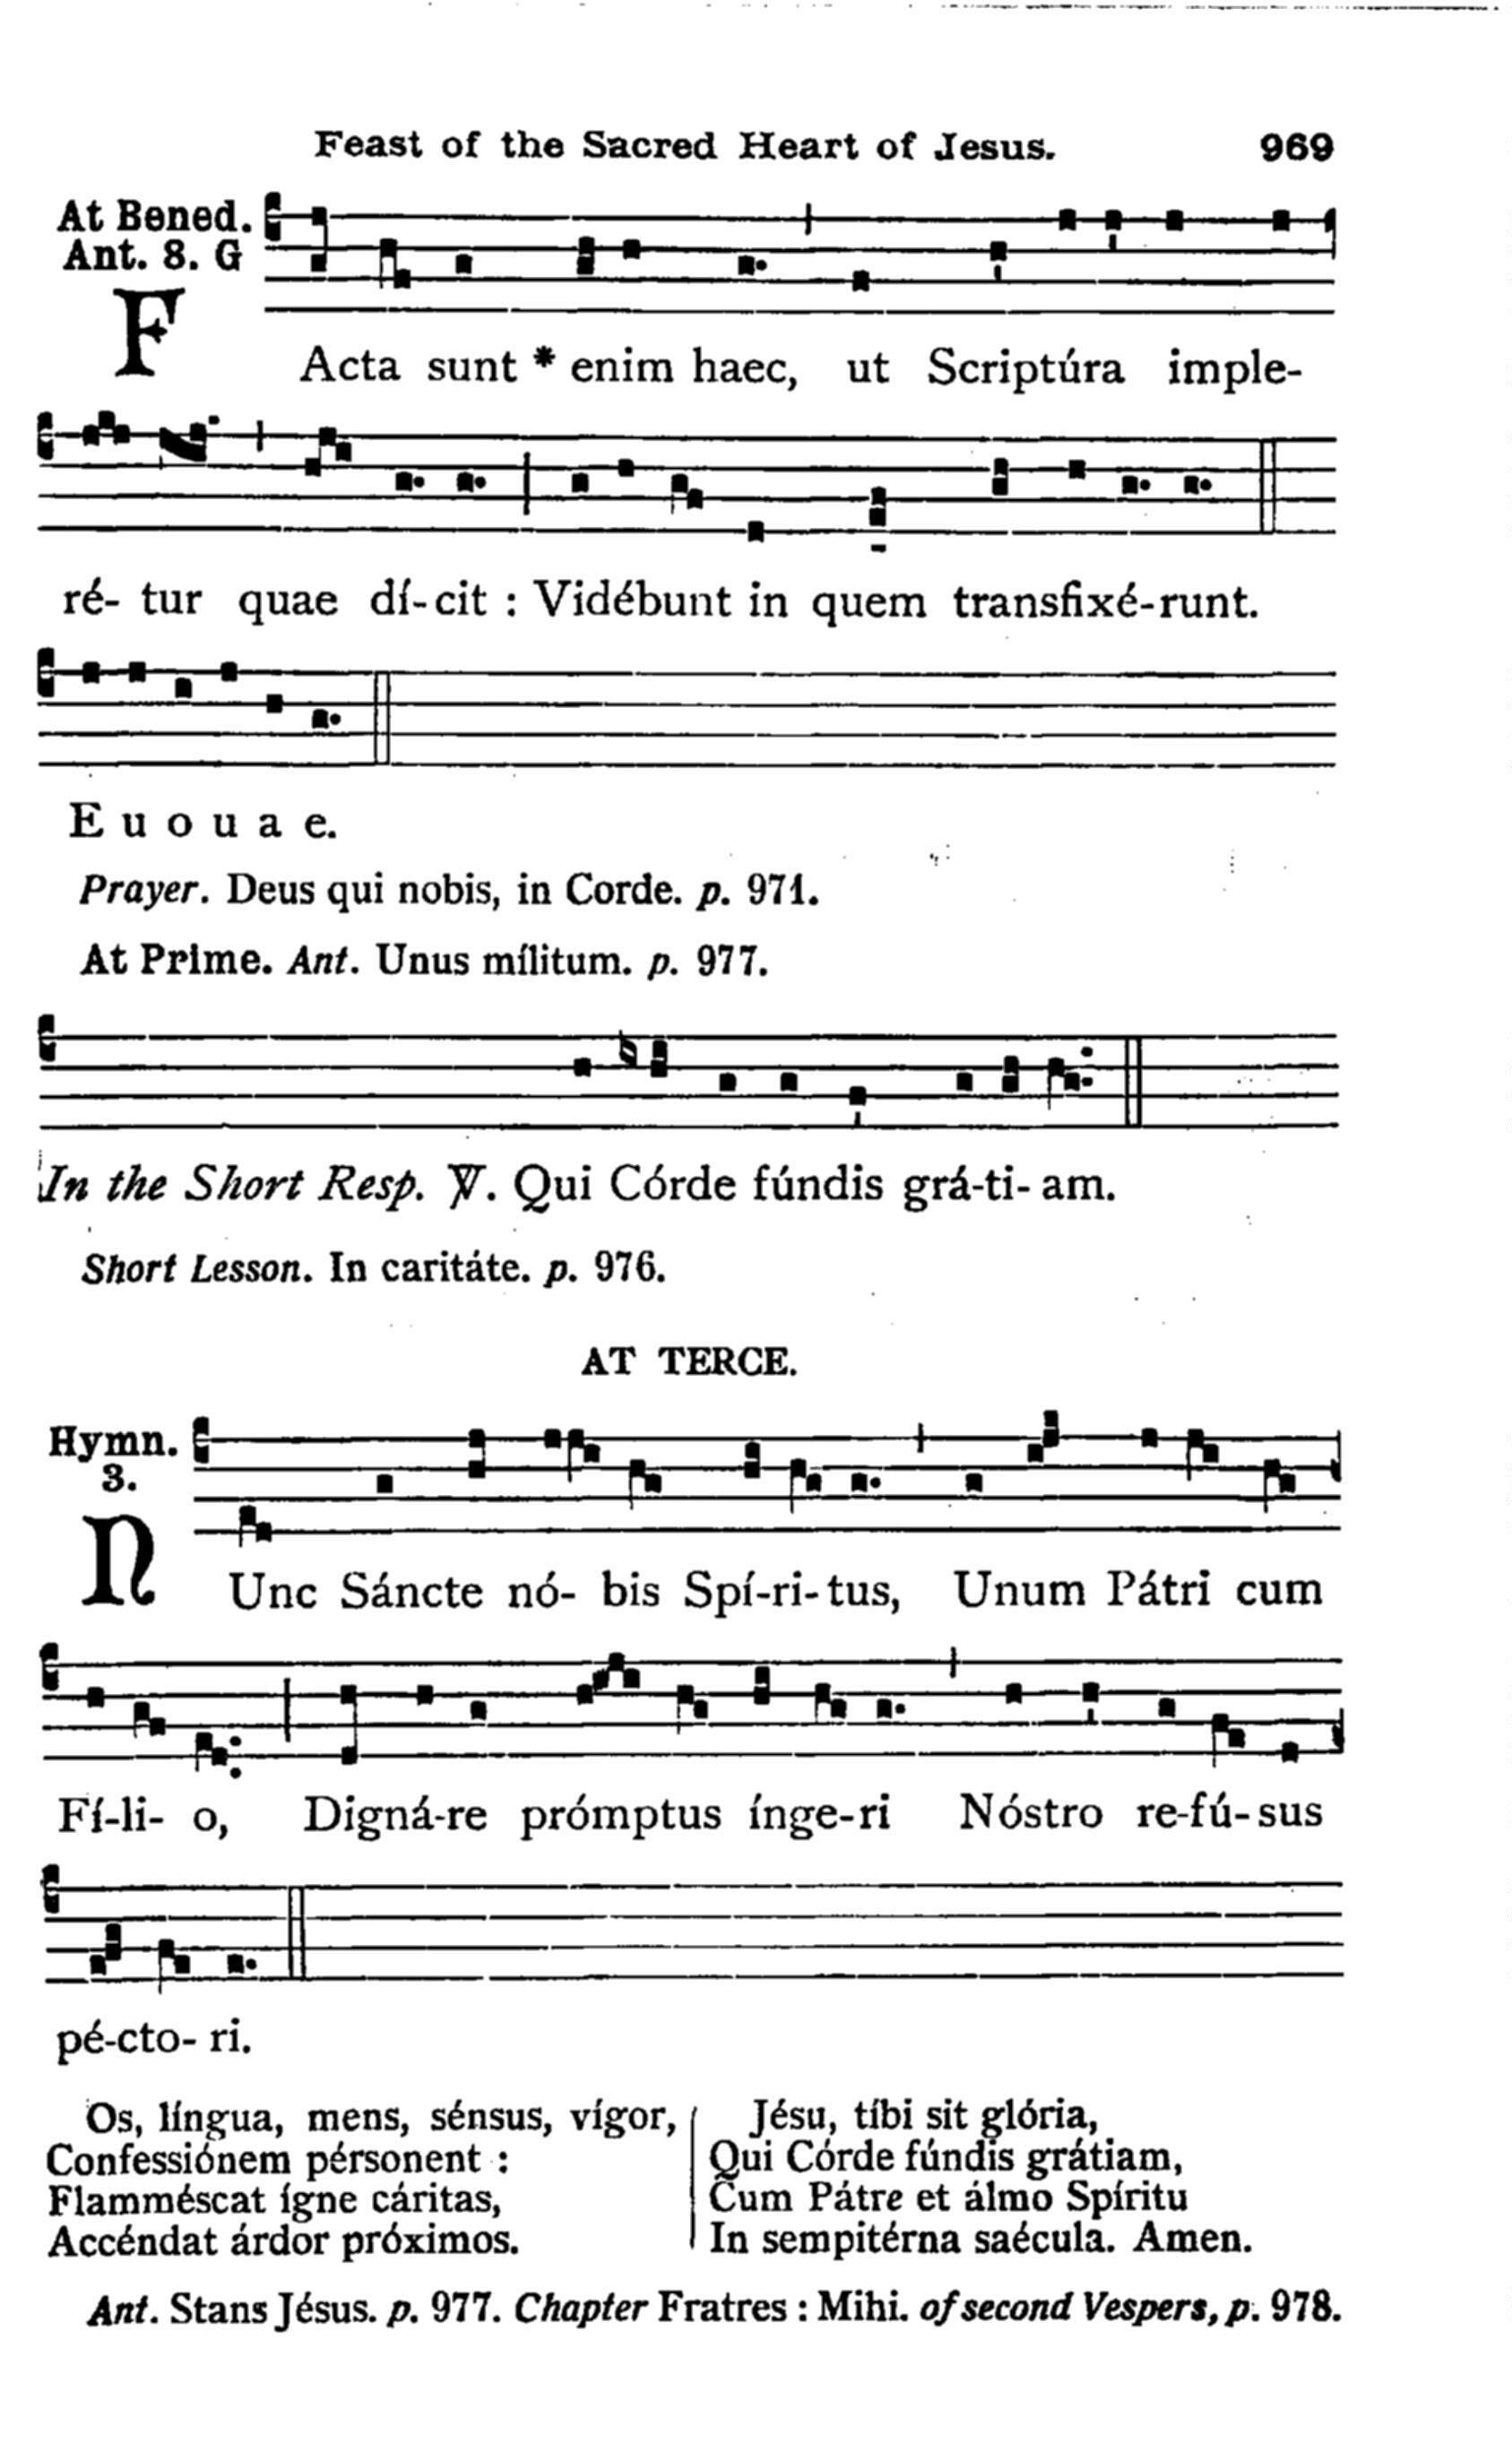 Feast of the Sacred Heart of Jesus. 969
At Bened.
Ant. 8. G
FActa sunt * enim haec, ut Scriptúra imple-
ré- tur quae dí-cit : Vidébunt in quem transfixé-runt.
E u o u a e.
Prayer. Deus qui nobis, in Corde. p. 971.
At Prime. Ant. Unus mílitum. p. 977.
In the Short Resp. ℣. Qui Córde fúndis grá-ti- am.
Short Lesson. In caritáte. p. 976.
AT TERCE.
Hymn.
3.
NUnc Sáncte nó- bis Spí-ri-tus, Unum Pátri cum
Fí-li- o, Digná-re prómptus ínge-ri Nóstro re-fú-sus
pé-cto- ri.
Os, língua, mens, sénsus, vígor,
Confessiónem pérsonent :
Flamméscat ígne cáritas,
Accéndat árdor próximos.
Jésu, tíbi sit glória,
Qui Córde fúndis grátiam,
Cum Pátre et álmo Spíritu
In sempitérna saécula. Amen.
Ant. Stans Jésus. p. 977. Chapter Fratres : Mihi. of second Vespers, p. 978.